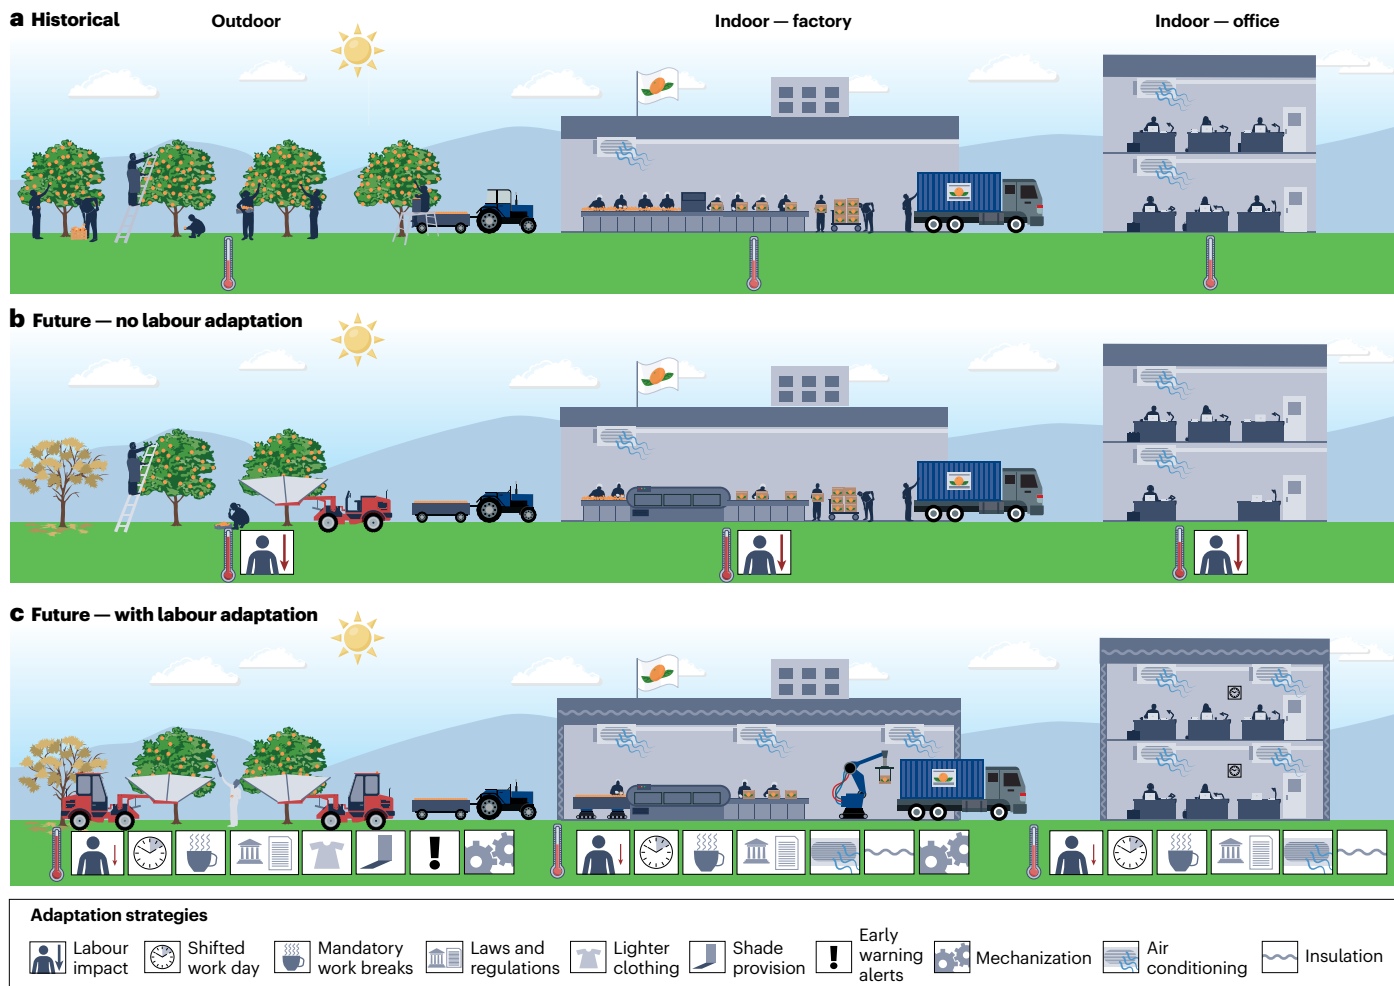 a Historical
Outdoor
Indoor — factory
Indoor — office
b Future — no labour adaptation
c Future — with labour adaptation
Adaptation strategies
Labour
impact
Shifted
work day
Mandatory
work breaks
Laws and
regulations
Lighter
clothing
Shade
provision
Early
warning
alerts
Mechanization
Air
conditioning
Insulation